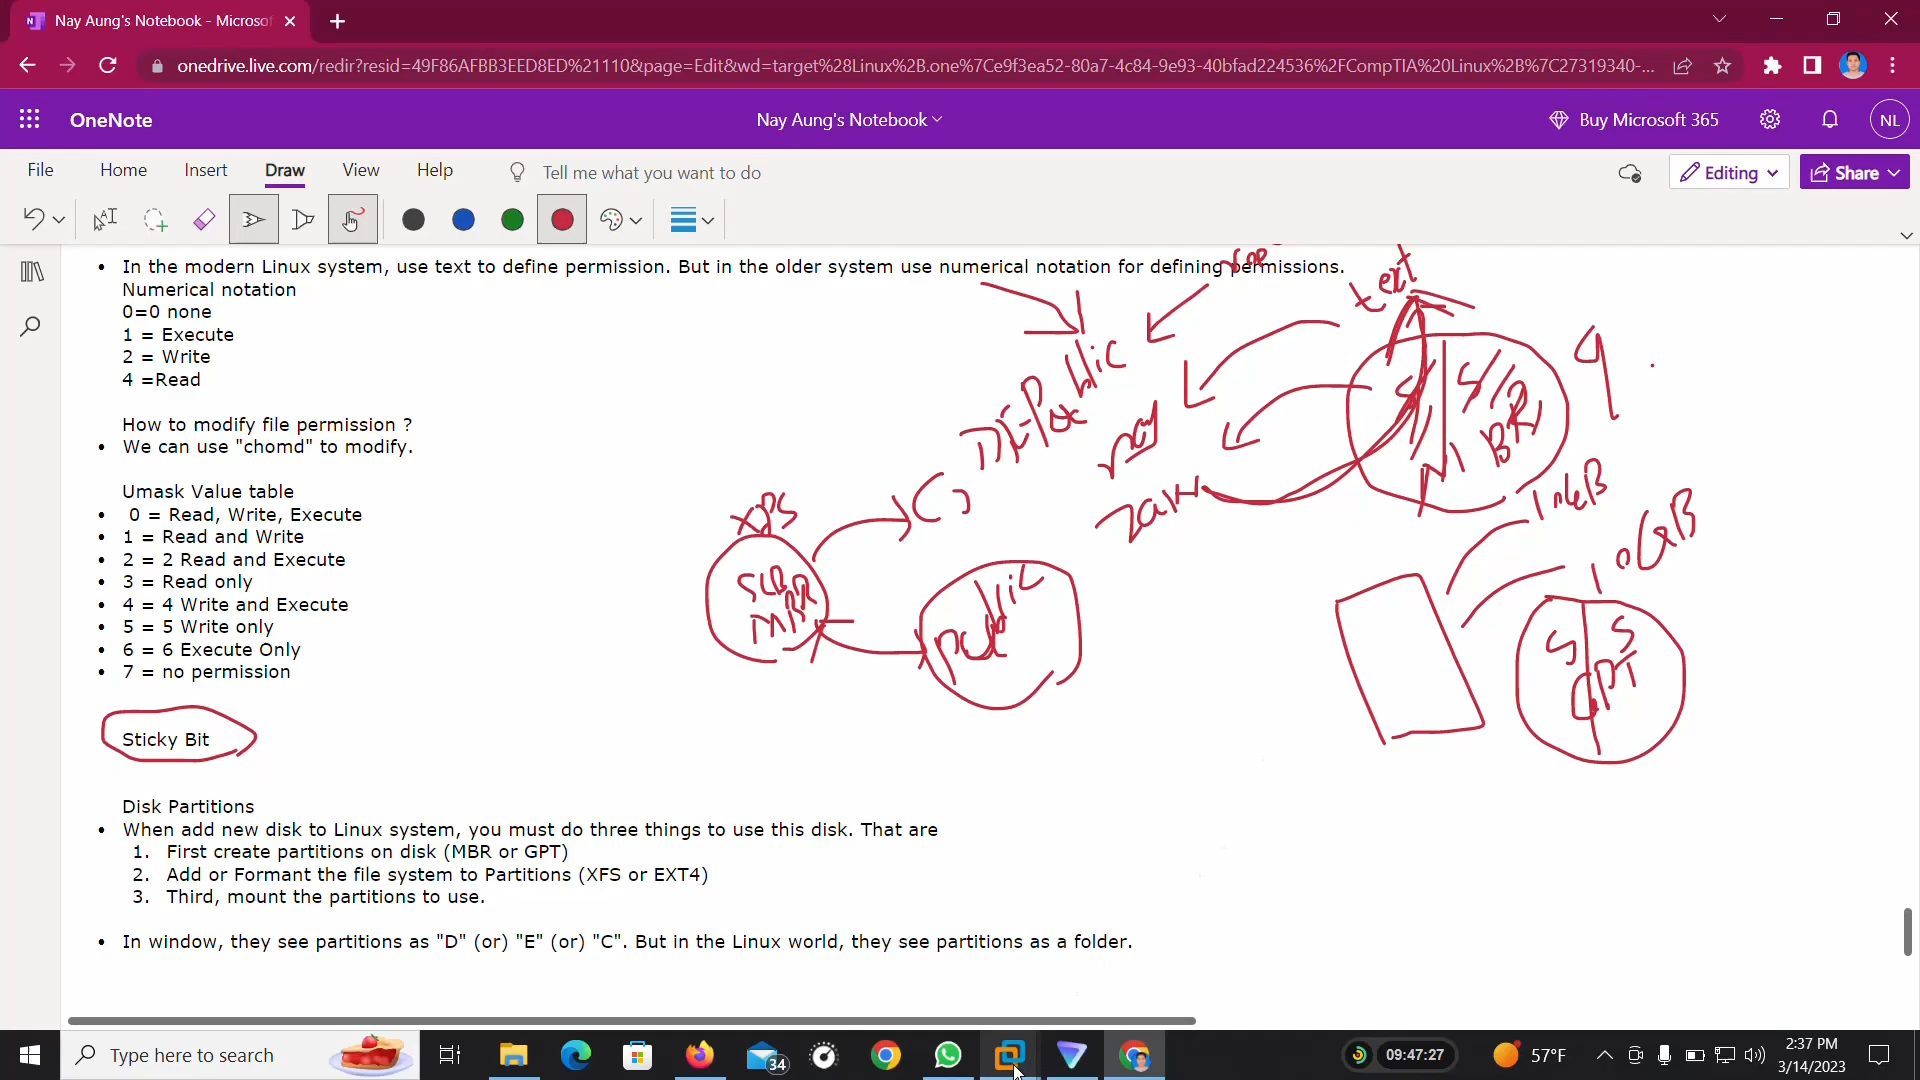 Nay Aung's Notebook - Microsof
onedrive.live.com/redir?resid=49F86AFBB3EED8ED%21110&page=Edit&wd=target%28Linux%2B.one%7Ce9f3ea52-80a7-4c84-9e93-40bfad224536%2FCompTIA%20Linux%2B%7C27319340-...
OneNote
Nay Aung's Notebook
Buy Microsoft 365
NL
File Home Insert Draw View Help Tell me what you want to do
Editing
Share
In the modern Linux system, use text to define permission. But in the older system use numerical notation for defining permissions.
Numerical notation
0=0 none
1 = Execute
2 = Write
4 =Read
How to modify file permission ?
We can use "chomd" to modify.
Umask Value table
0 = Read, Write, Execute
1 = Read and Write
2 = 2 Read and Execute
3 = Read only
4 = 4 Write and Execute
5 = 5 Write only
6 = 6 Execute Only
7 = no permission
Sticky Bit
Disk Partitions
When add new disk to Linux system, you must do three things to use this disk. That are
1. First create partitions on disk (MBR or GPT)
2. Add or Formant the file system to Partitions (XFS or EXT4)
3. Third, mount the partitions to use.
In window, they see partitions as "D" (or) "E" (or) "C". But in the Linux world, they see partitions as a folder.
text
S S
MBR
public
S S
GPT
Type here to search
34
09:47:27
57°F
2:37 PM
3/14/2023